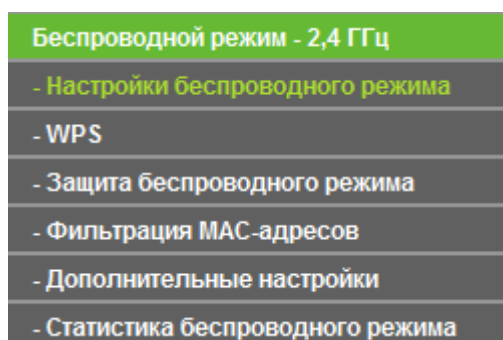 Беспроводной режим - 2,4 ГГц
- Настройки беспроводного режима
- WPS
- Защита беспроводного режима
- Фильтрация MAC-адресов
- Дополнительные настройки
- Статистика беспроводного режима